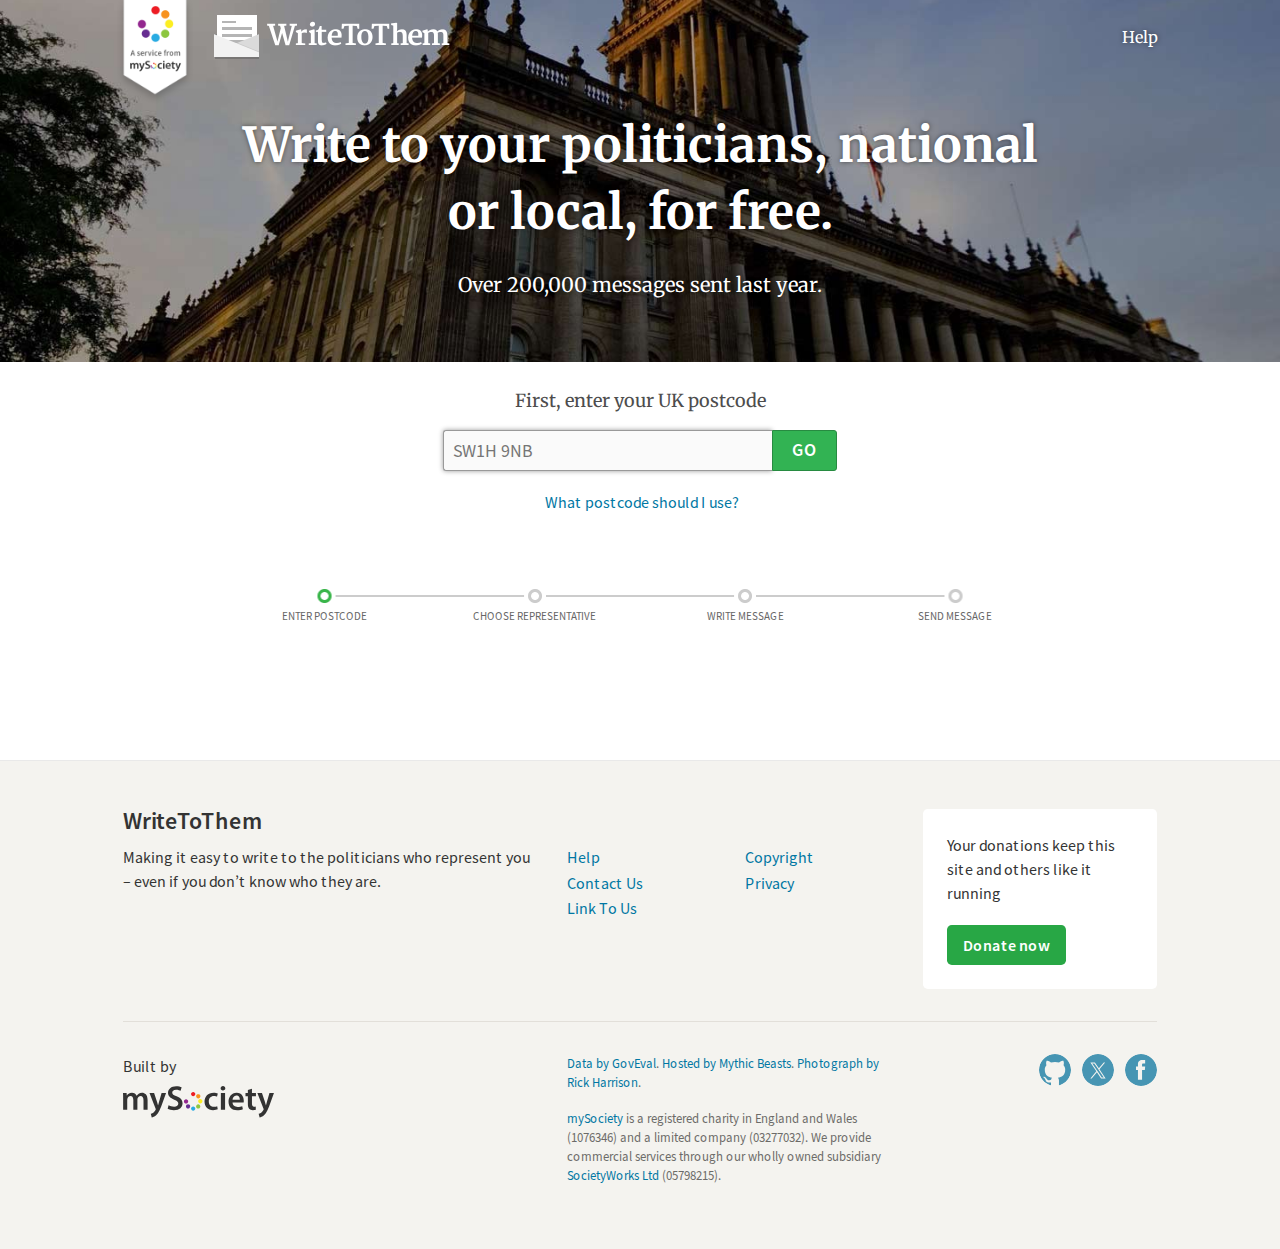 A service from
mySociety
WriteToThem
Help
Write to your politicians, national
or local, for free.
Over 200,000 messages sent last year.
First, enter your UK postcode
SW1H 9NB
GO
What postcode should I use?
ENTER POSTCODE
CHOOSE REPRESENTATIVE
WRITE MESSAGE
SEND MESSAGE
WriteToThem
Making it easy to write to the politicians who represent you
– even if you don’t know who they are.
Help
Contact Us
Link To Us
Copyright
Privacy
Your donations keep this
site and others like it
running
Donate now
Built by
mySociety
Data by GovEval. Hosted by Mythic Beasts. Photograph by
Rick Harrison.
mySociety is a registered charity in England and Wales
(1076346) and a limited company (03277032). We provide
commercial services through our wholly owned subsidiary
SocietyWorks Ltd (05798215).